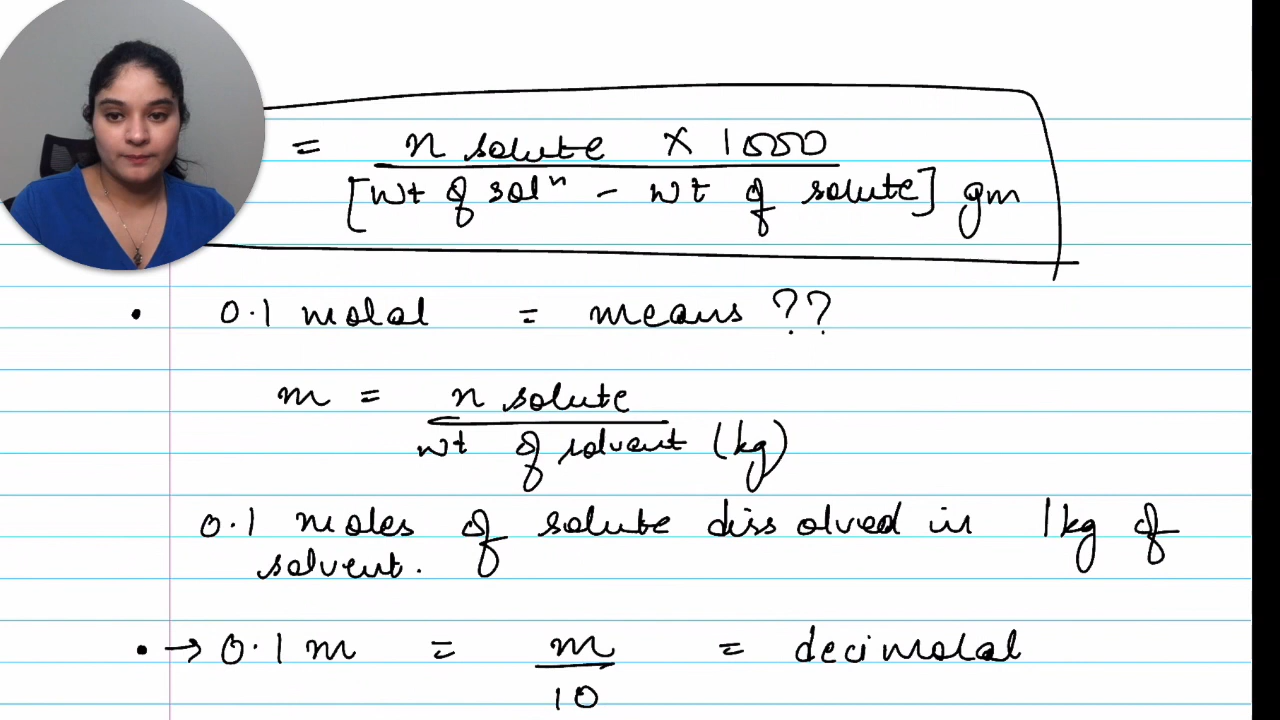 = n solute × 1000
[wt of solⁿ - wt of solute] gm
• 0.1 molal = means ??
m = n solute
wt of solvent (kg)
0.1 moles of solute dissolved in 1kg of
solvent.
• → 0.1 m = m = decimolal
10